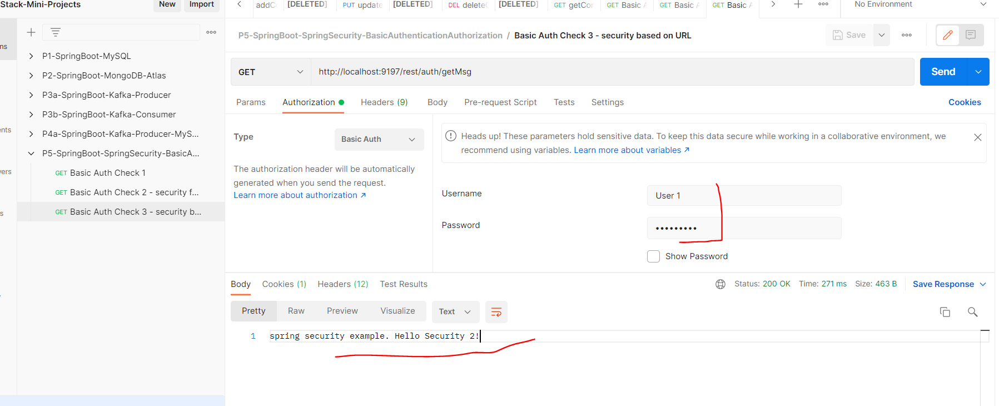 Stack-Mini-Projects
New
Import
[DELETED]
PUT update
[DELETED]
DEL delete
[DELETED]
GET getCo
GET Basic
GET Basic
GET Basic
No Environment
P5-SpringBoot-SpringSecurity-BasicAuthenticationAuthorization / Basic Auth Check 3 - security based on URL
Save
P1-SpringBoot-MySQL
P2-SpringBoot-MongoDB-Atlas
P3a-SpringBoot-Kafka-Producer
P3b-SpringBoot-Kafka-Consumer
P4a-SpringBoot-Kafka-Producer-MyS...
P5-SpringBoot-SpringSecurity-BasicA...
GET Basic Auth Check 1
GET Basic Auth Check 2 - security f...
GET Basic Auth Check 3 - security b...
GET
http://localhost:9197/rest/auth/getMsg
Send
Params
Authorization
Headers (9)
Body
Pre-request Script
Tests
Settings
Cookies
Type
Basic Auth
The authorization header will be automatically
generated when you send the request.
Learn more about authorization ↗
Heads up! These parameters hold sensitive data. To keep this data secure while working in a collaborative environment, we
recommend using variables. Learn more about variables ↗
Username
User 1
Password
•••••••••
Show Password
Body
Cookies (1)
Headers (12)
Test Results
Status: 200 OK
Time: 271 ms
Size: 463 B
Save Response
Pretty
Raw
Preview
Visualize
Text
1
spring security example. Hello Security 2!